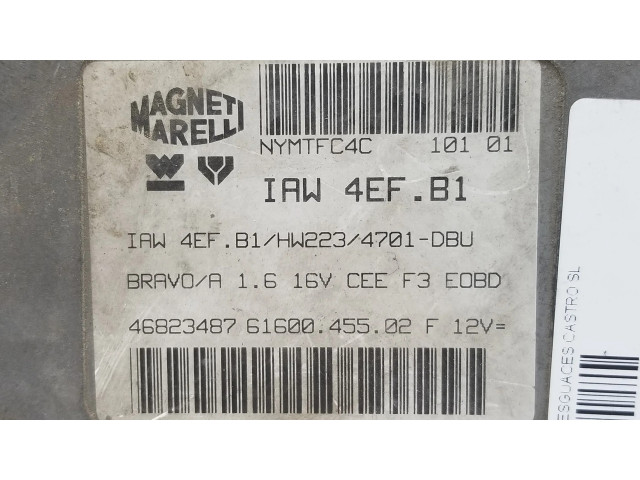 MAGNETI
MARELLI
NYMTFC4C 101 01
IAW 4EF.B1
IAW 4EF.B1/HW223/4701-DBU
BRAVO/A 1.6 16V CEE F3 EOBD
46823487 61600.455.02 F 12V=
ESGUACES CASTRO SL